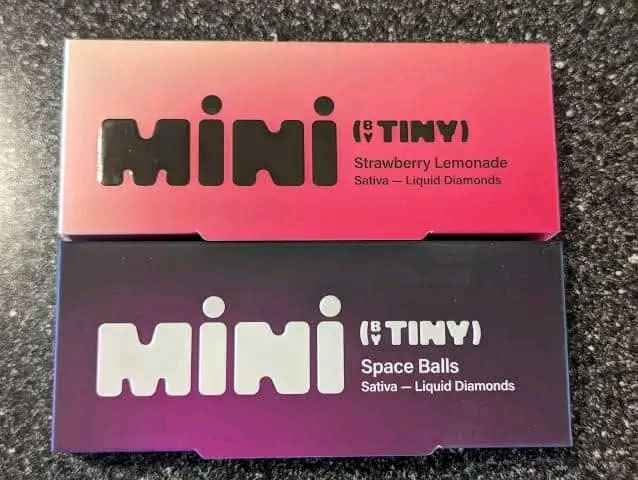 MINI (BY TINY)
Strawberry Lemonade
Sativa — Liquid Diamonds
MINI (BY TINY)
Space Balls
Sativa — Liquid Diamonds